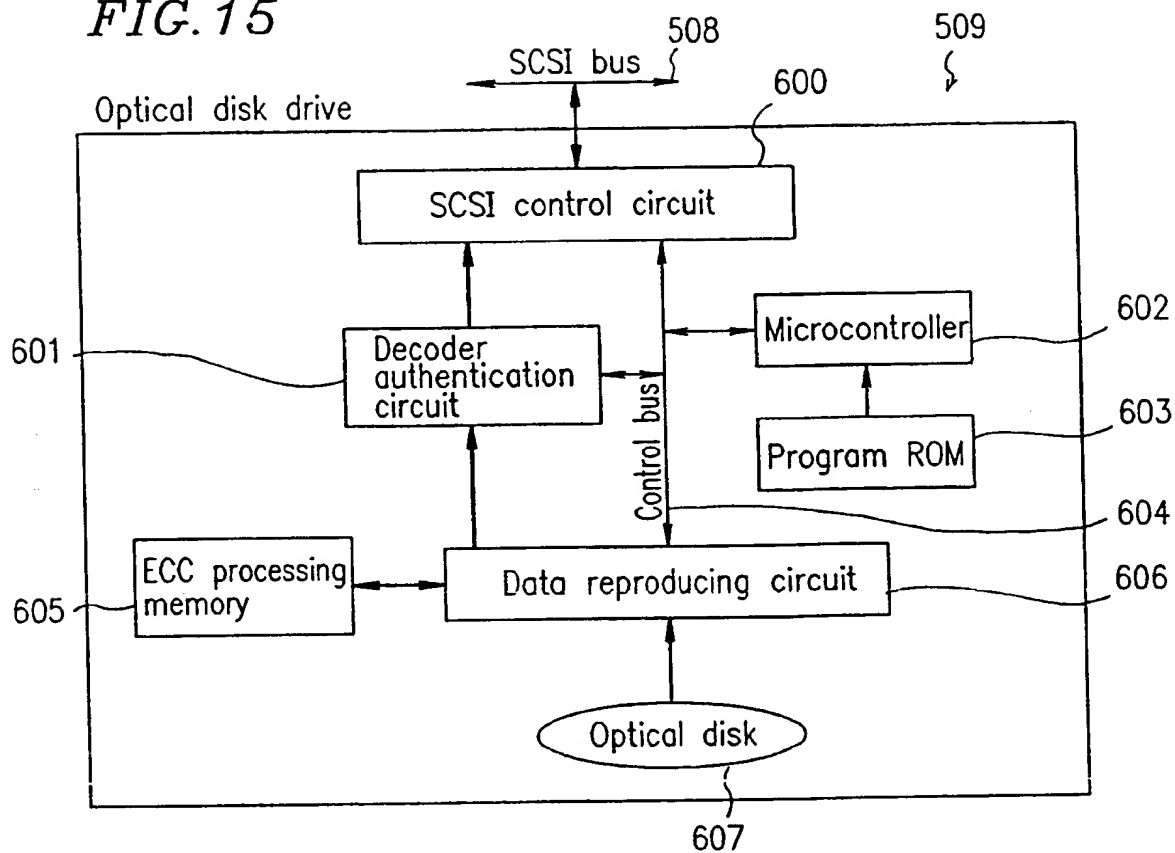 FIG. 15
508
509
SCSI bus
600
Optical disk drive
SCSI control circuit
602
Microcontroller
601
Decoder
authentication
circuit
Control bus
603
Program ROM
604
ECC processing
memory
Data reproducing circuit
606
605
Optical disk
607